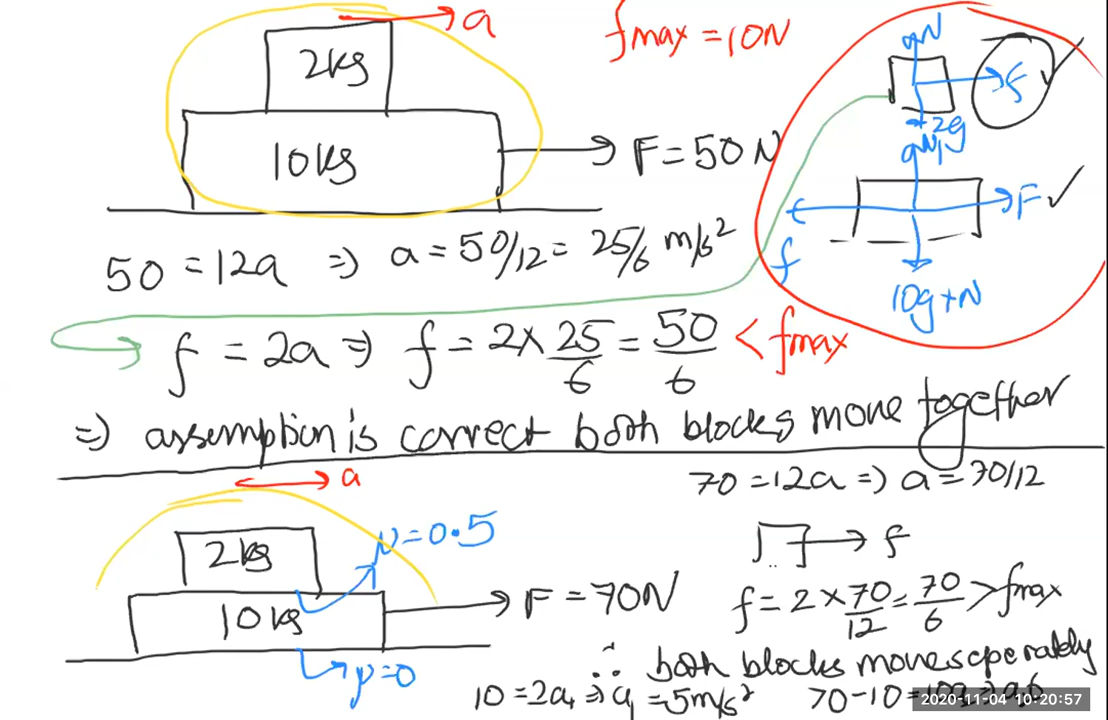 a
fmax = 10N
2kg
N
f
2g
10kg
F = 50N
N
F
f
10g+N
50 = 12a ⇒ a = 50/12 = 25/6 m/s²
f = 2a ⇒ f = 2 × 25/6 = 50/6 < fmax
⇒ assumption is correct both blocks move together
70 = 12a ⇒ a = 70/12
a
2kg
μ = 0.5
f
10kg
F = 70N
f = 2 × 70/12 = 70/6 > fmax
μ = 0
∴ both blocks move seperately
10 = 2a₁ ⇒ a₁ = 5m/s² 70 - 10 =
2020-11-04 10:20:57